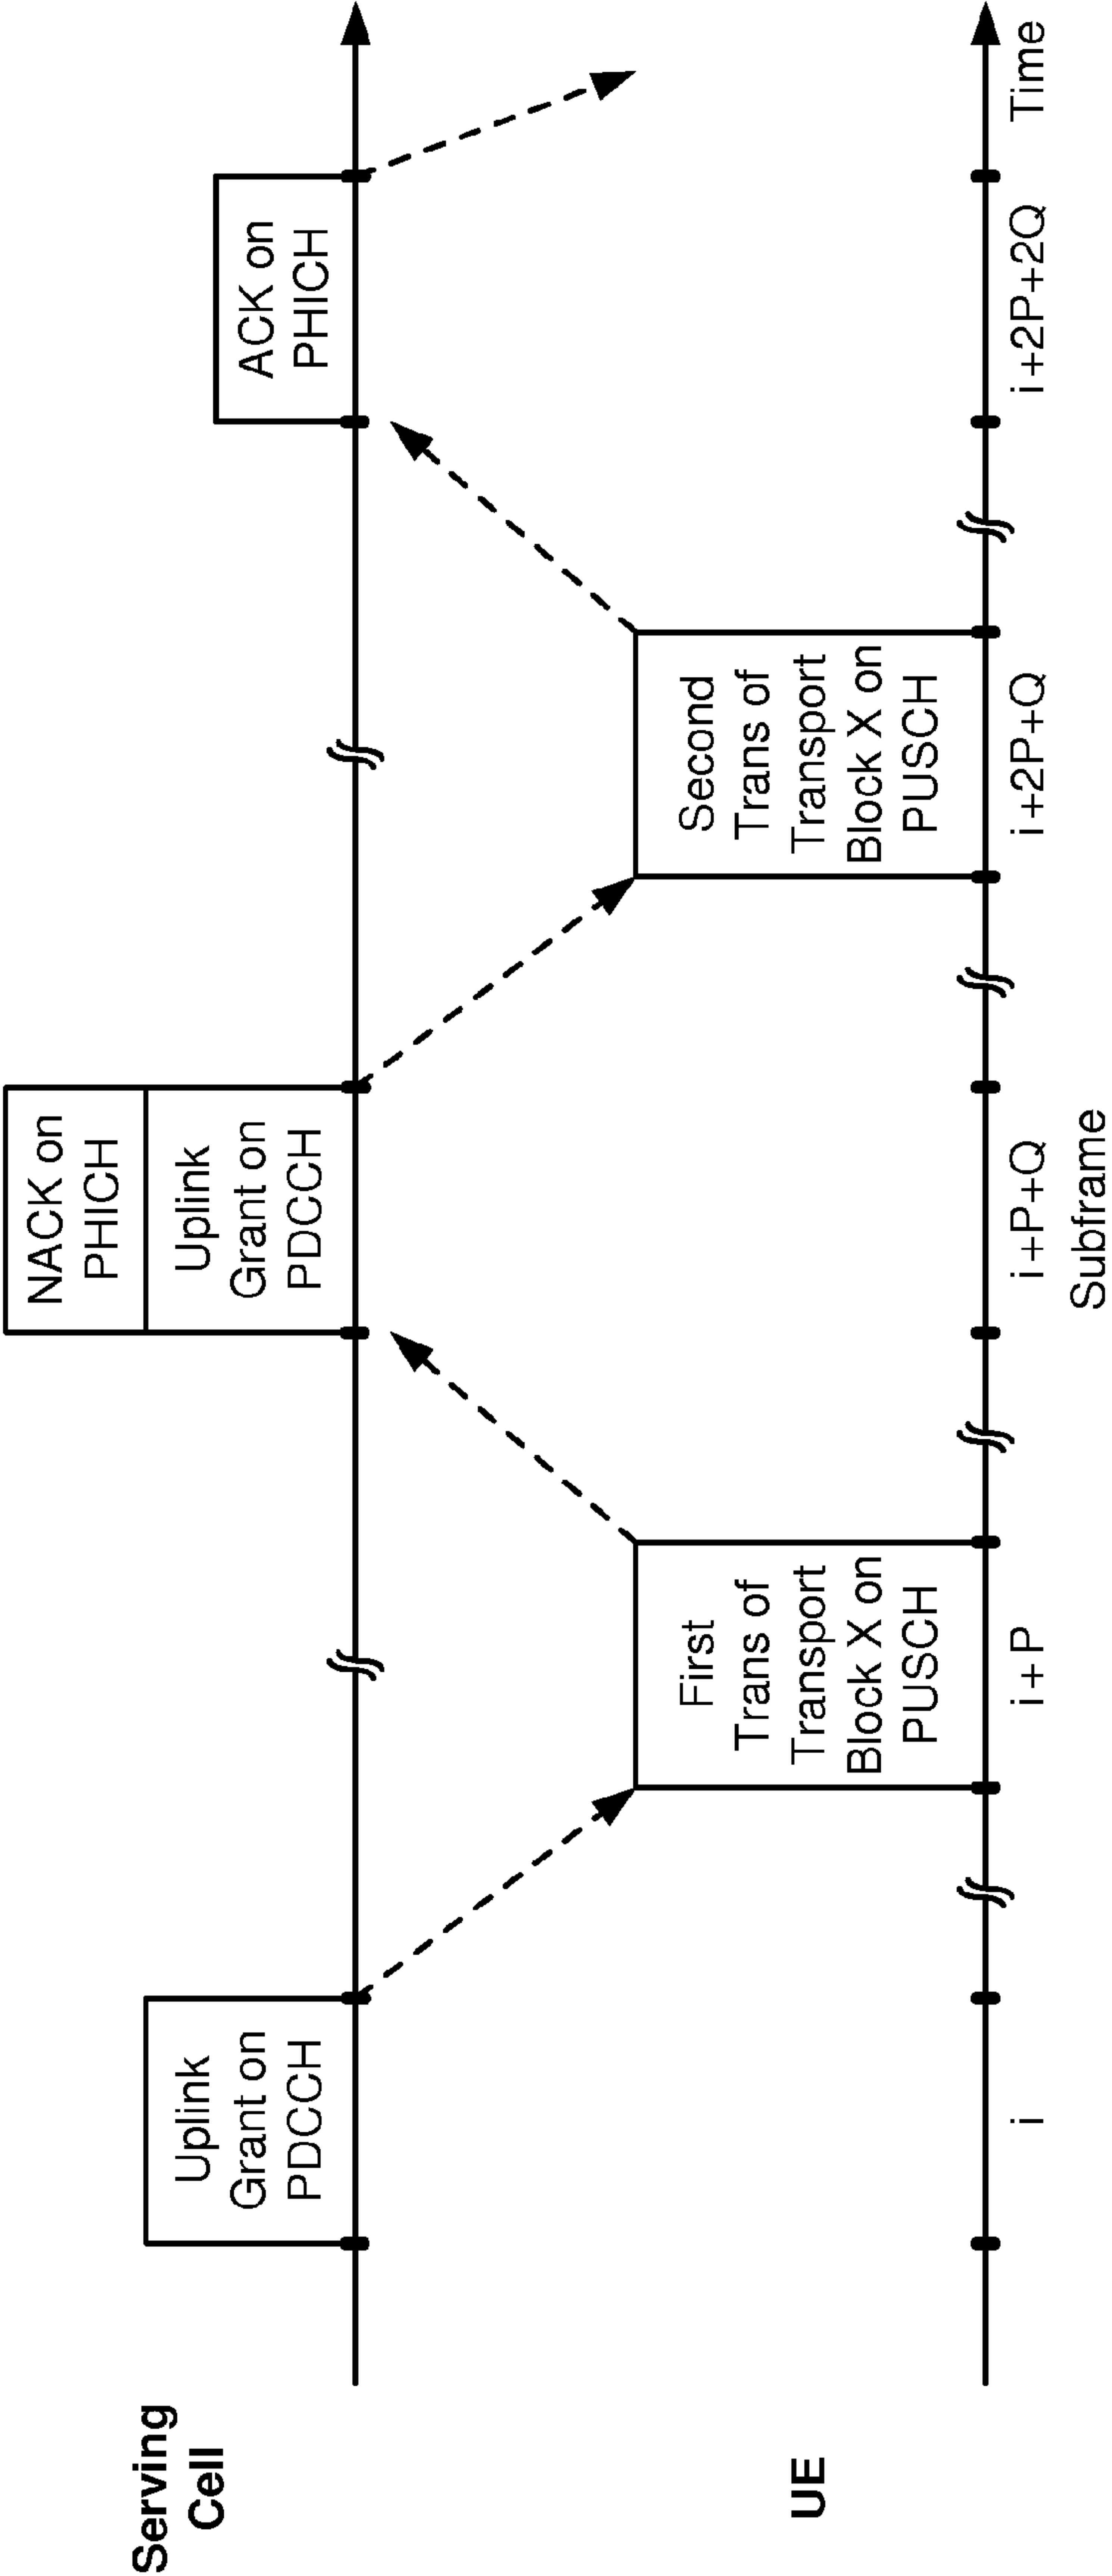 Serving
Cell
Uplink
Grant on
PDCCH
NACK on
PHICH
Uplink
Grant on
PDCCH
ACK on
PHICH
UE
First
Trans of
Transport
Block X on
PUSCH
Second
Trans of
Transport
Block X on
PUSCH
i
i+P
i+P+Q
i+2P+Q
i+2P+2Q
Time
Subframe